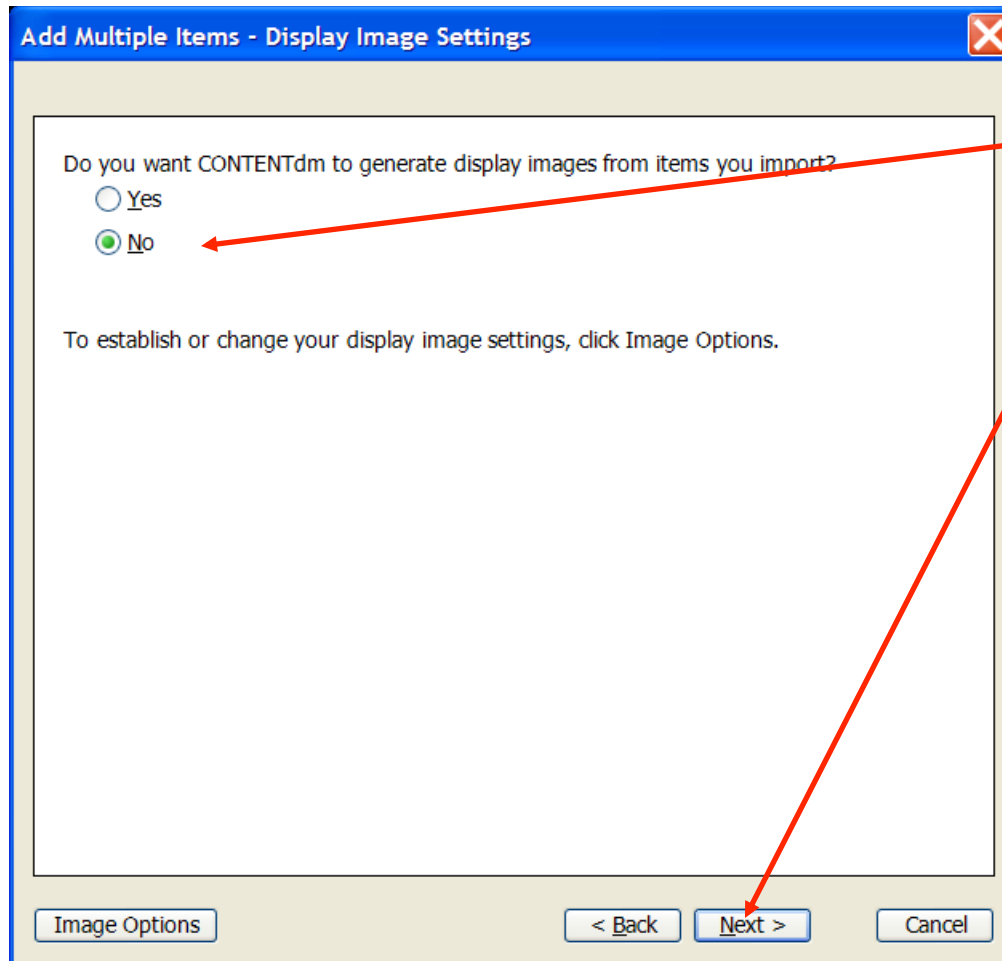 Add Multiple Items - Display Image Settings
Do you want CONTENTdm to generate display images from items you import?
Yes
No
To establish or change your display image settings, click Image Options.
Image Options
< Back
Next >
Cancel